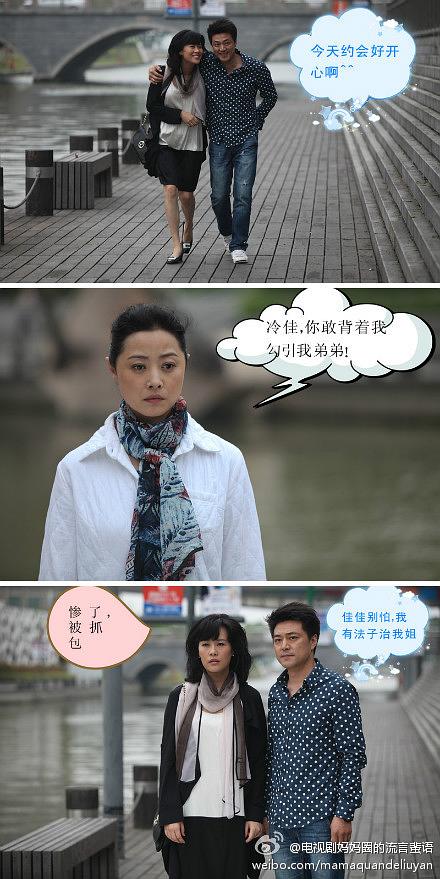 今天约会好开
心啊^^
冷佳,你敢背着我
勾引我弟弟!
惨了,
被抓
包
佳佳别怕,我
有法子治我姐
@电视剧妈妈圈的流言蜚语
weibo.com/mamaquandeliuyan